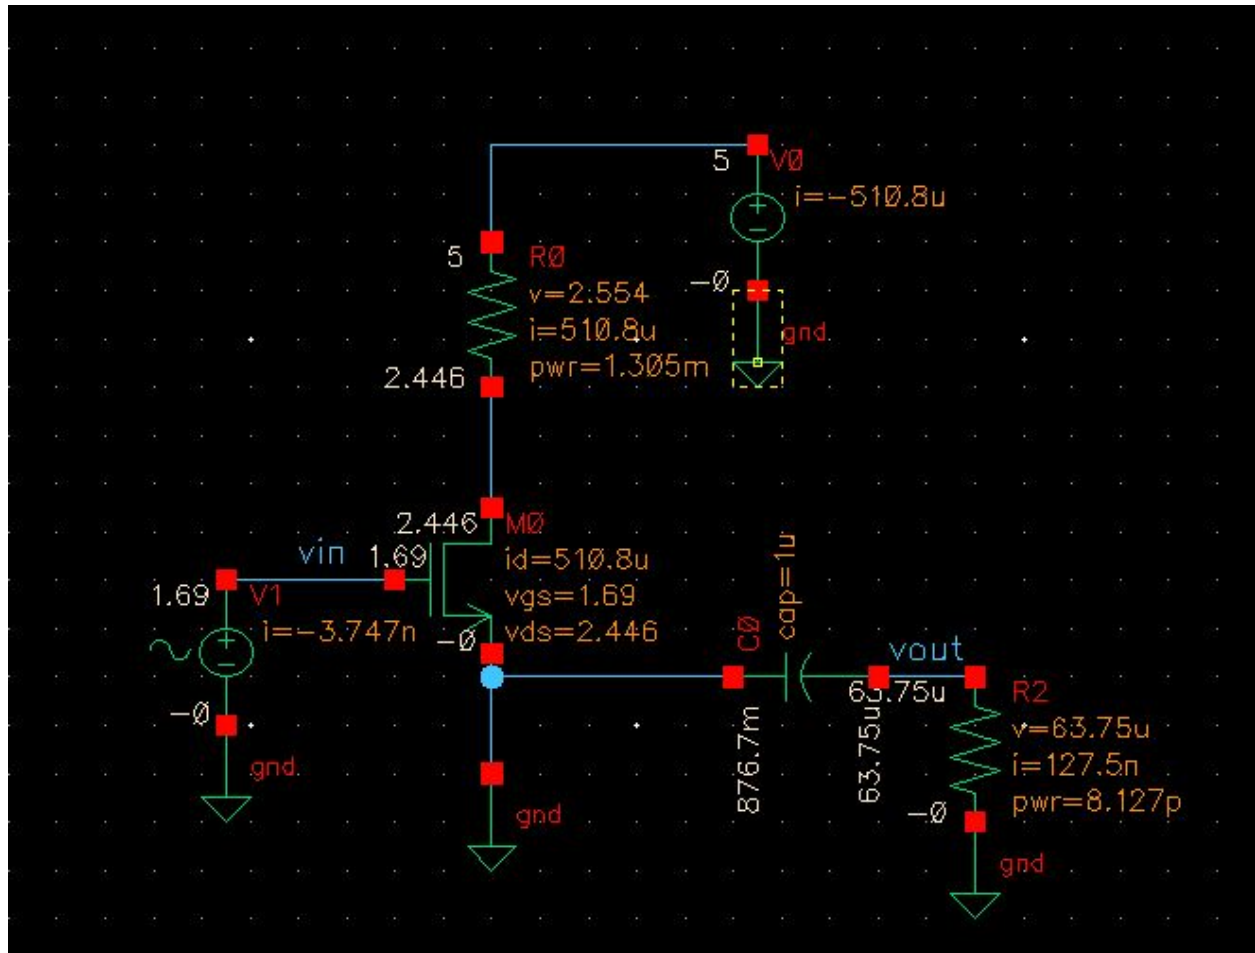 5
V0
i=-510.8u
5
R0
-0
v=2.554
i=510.8u
gnd
pwr=1.305m
2.446
2.446
M0
vin
1.69
id=510.8u
1.69
V1
vgs=1.69
i=-3.747n
-0
vds=2.446
C0
cap=1u
vout
63.75u
R2
-0
876.7m
63.75u
v=63.75u
gnd
i=127.5n
gnd
-0
pwr=8.127p
gnd